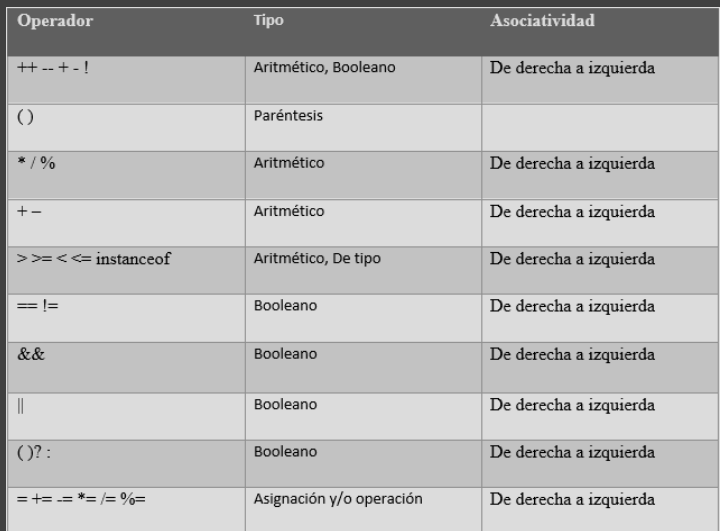 Operador Tipo Asociatividad
++ -- + - ! Aritmético, Booleano De derecha a izquierda
( ) Paréntesis
* / % Aritmético De derecha a izquierda
+ – Aritmético De derecha a izquierda
> >= < <= instanceof Aritmético, De tipo De derecha a izquierda
== != Booleano De derecha a izquierda
&& Booleano De derecha a izquierda
|| Booleano De derecha a izquierda
( )? : Booleano De derecha a izquierda
= += -= *= /= %= Asignación y/o operación De derecha a izquierda